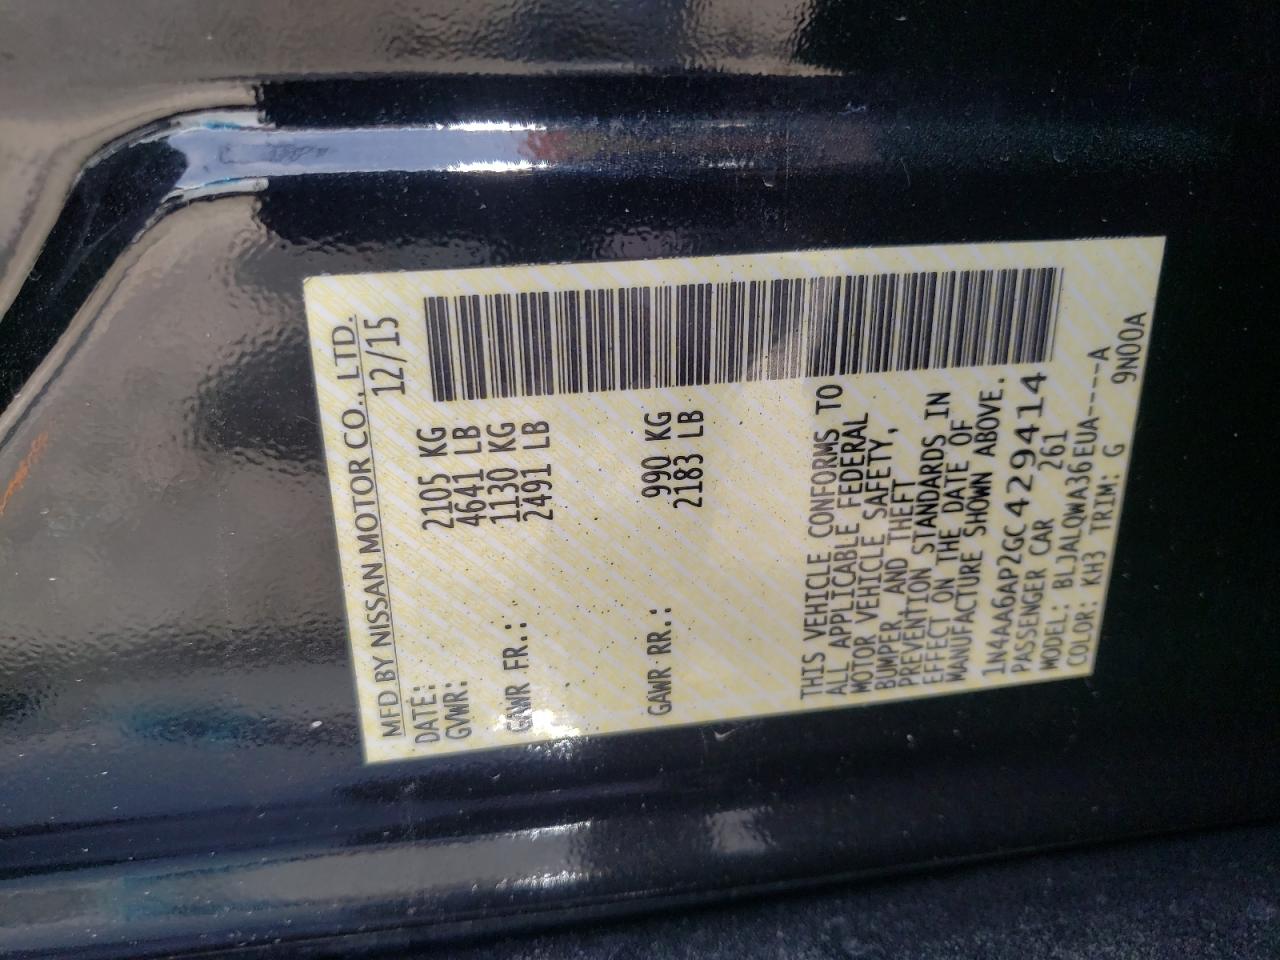 MFD BY NISSAN MOTOR CO., LTD.
DATE: 12/15
GVWR: 2105 KG
4641 LB
GAWR FR.: 1130 KG
2491 LB
GAWR RR.: 990 KG
2183 LB
THIS VEHICLE CONFORMS TO
ALL APPLICABLE FEDERAL
MOTOR VEHICLE SAFETY,
BUMPER, AND THEFT
PREVENTION STANDARDS IN
EFFECT ON THE DATE OF
MANUFACTURE SHOWN ABOVE.
1N4AA6AP2GC429414
PASSENGER CAR 261
MODEL: BLJALQWA36EUA-----A
COLOR: KH3 TRIM: G 9N00A